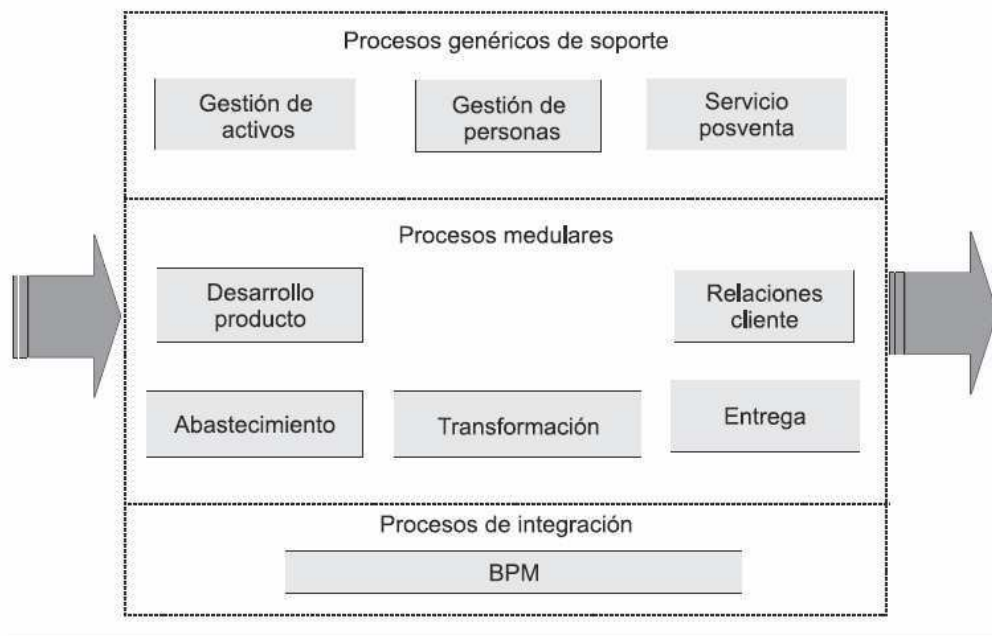 Procesos genéricos de soporte
Gestión de
activos
Gestión de
personas
Servicio
posventa
Procesos medulares
Desarrollo
producto
Relaciones
cliente
Abastecimiento
Transformación
Entrega
Procesos de integración
BPM